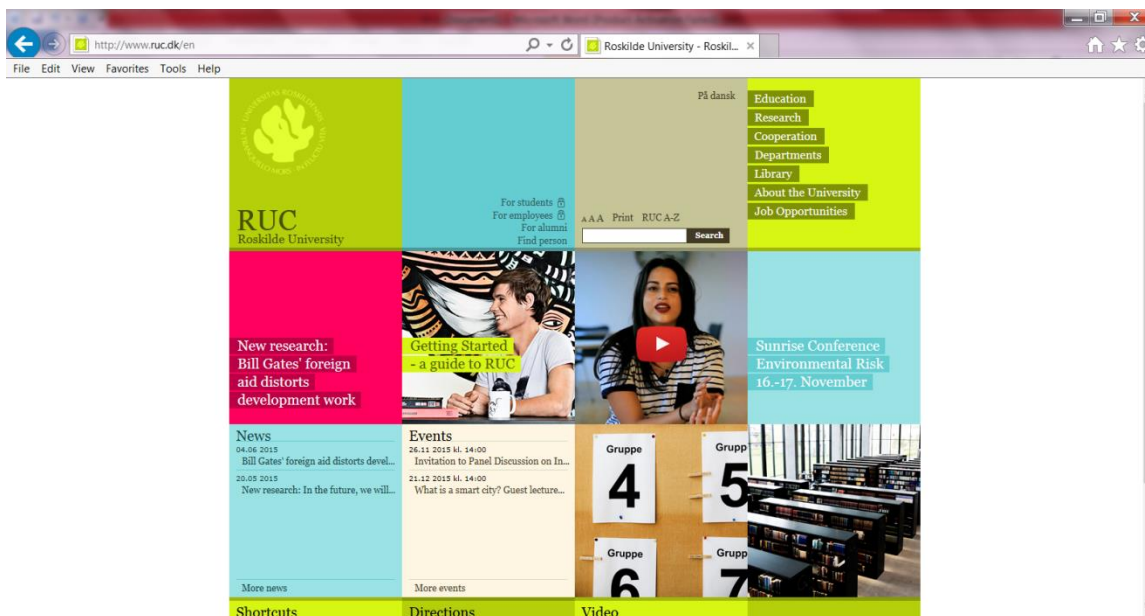 http://www.ruc.dk/en
Roskilde University - Roskil...
File Edit View Favorites Tools Help
RUC
Roskilde University
For students
For employees
For alumni
Find person
På dansk
A A A Print RUC A-Z
Search
Education
Research
Cooperation
Departments
Library
About the University
Job Opportunities
New research:
Bill Gates' foreign
aid distorts
development work
Getting Started
- a guide to RUC
Sunrise Conference
Environmental Risk
16.-17. November
News
04.06 2015
Bill Gates' foreign aid distorts devel...
20.05 2015
New research: In the future, we will...
More news
Events
26.11 2015 kl. 14:00
Invitation to Panel Discussion on In...
21.12 2015 kl. 14:00
What is a smart city? Guest lecture...
More events
Gruppe
4
Gruppe
5
Gruppe
6
Grupp
7
Shortcuts
Directions
Video